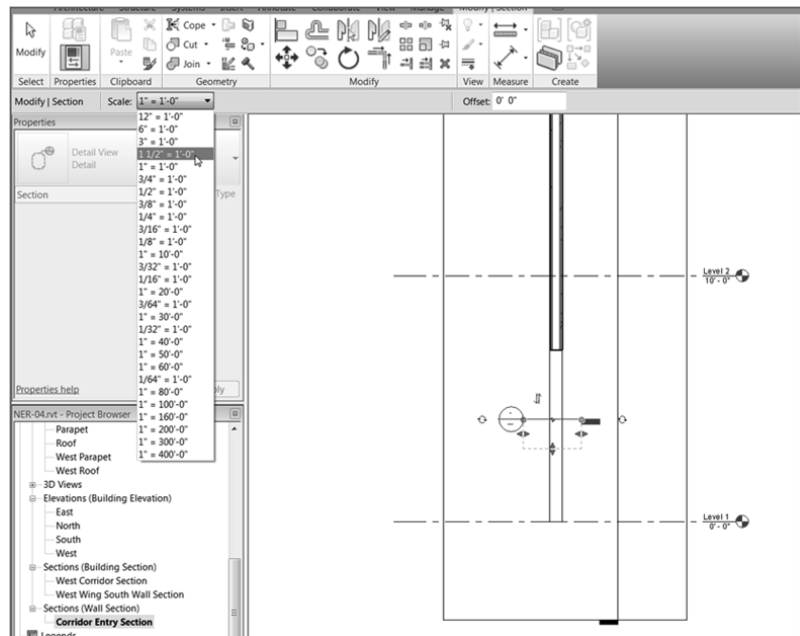 Modify | Section
Modify
Paste
Cope
Cut
Join
Select
Properties
Clipboard
Geometry
Modify
View
Measure
Create
Modify | Section
Scale:
1" = 1'-0"
Offset: 0' 0"
Properties
Detail View
Detail
Section
Type
12" = 1'-0"
6" = 1'-0"
3" = 1'-0"
1 1/2" = 1'-0"
1" = 1'-0"
3/4" = 1'-0"
1/2" = 1'-0"
3/8" = 1'-0"
1/4" = 1'-0"
3/16" = 1'-0"
1/8" = 1'-0"
1" = 10'-0"
3/32" = 1'-0"
1/16" = 1'-0"
1" = 20'-0"
3/64" = 1'-0"
1" = 30'-0"
1/32" = 1'-0"
1" = 40'-0"
1" = 50'-0"
1" = 60'-0"
1/64" = 1'-0"
1" = 80'-0"
1" = 100'-0"
1" = 160'-0"
1" = 200'-0"
1" = 300'-0"
1" = 400'-0"
Properties help
NER-04.rvt - Project Browser
Parapet
Roof
West Parapet
West Roof
3D Views
Elevations (Building Elevation)
East
North
South
West
Sections (Building Section)
West Corridor Section
West Wing South Wall Section
Sections (Wall Section)
Corridor Entry Section
Legends
Level 2
10' - 0"
Level 1
0' - 0"